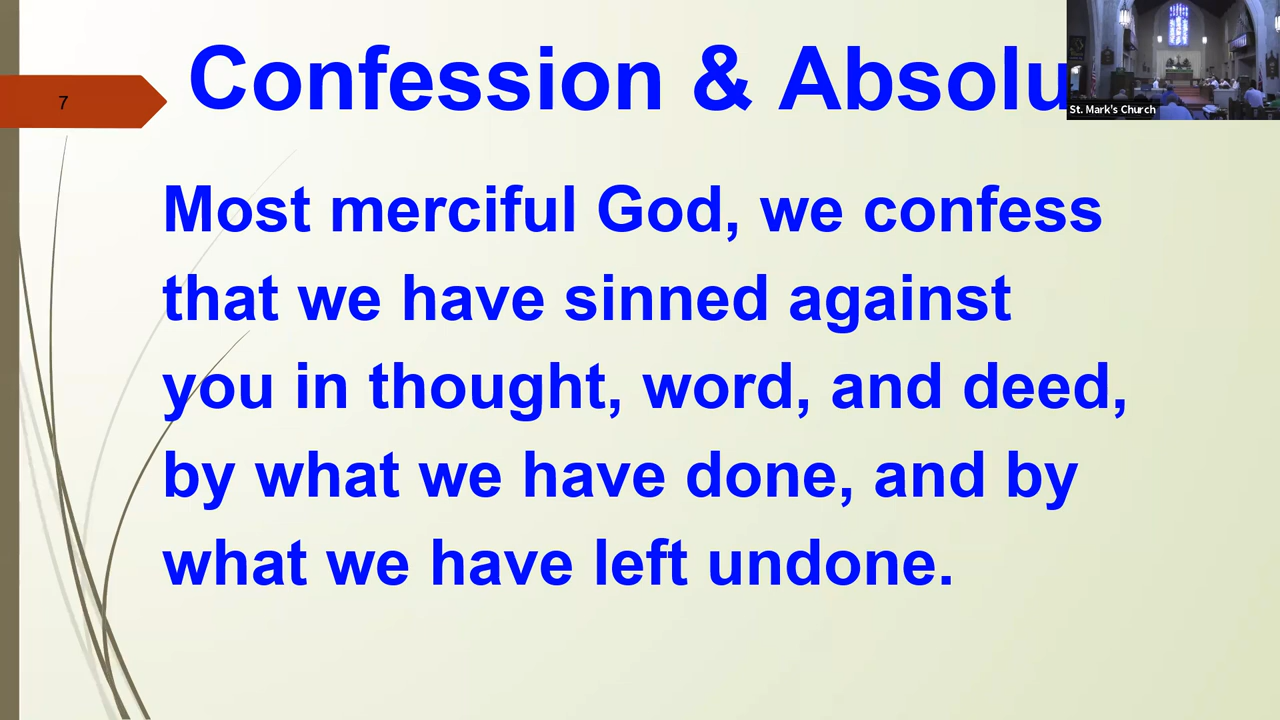 Confession & Absolu
7
St. Mark's Church
Most merciful God, we confess
that we have sinned against
you in thought, word, and deed,
by what we have done, and by
what we have left undone.